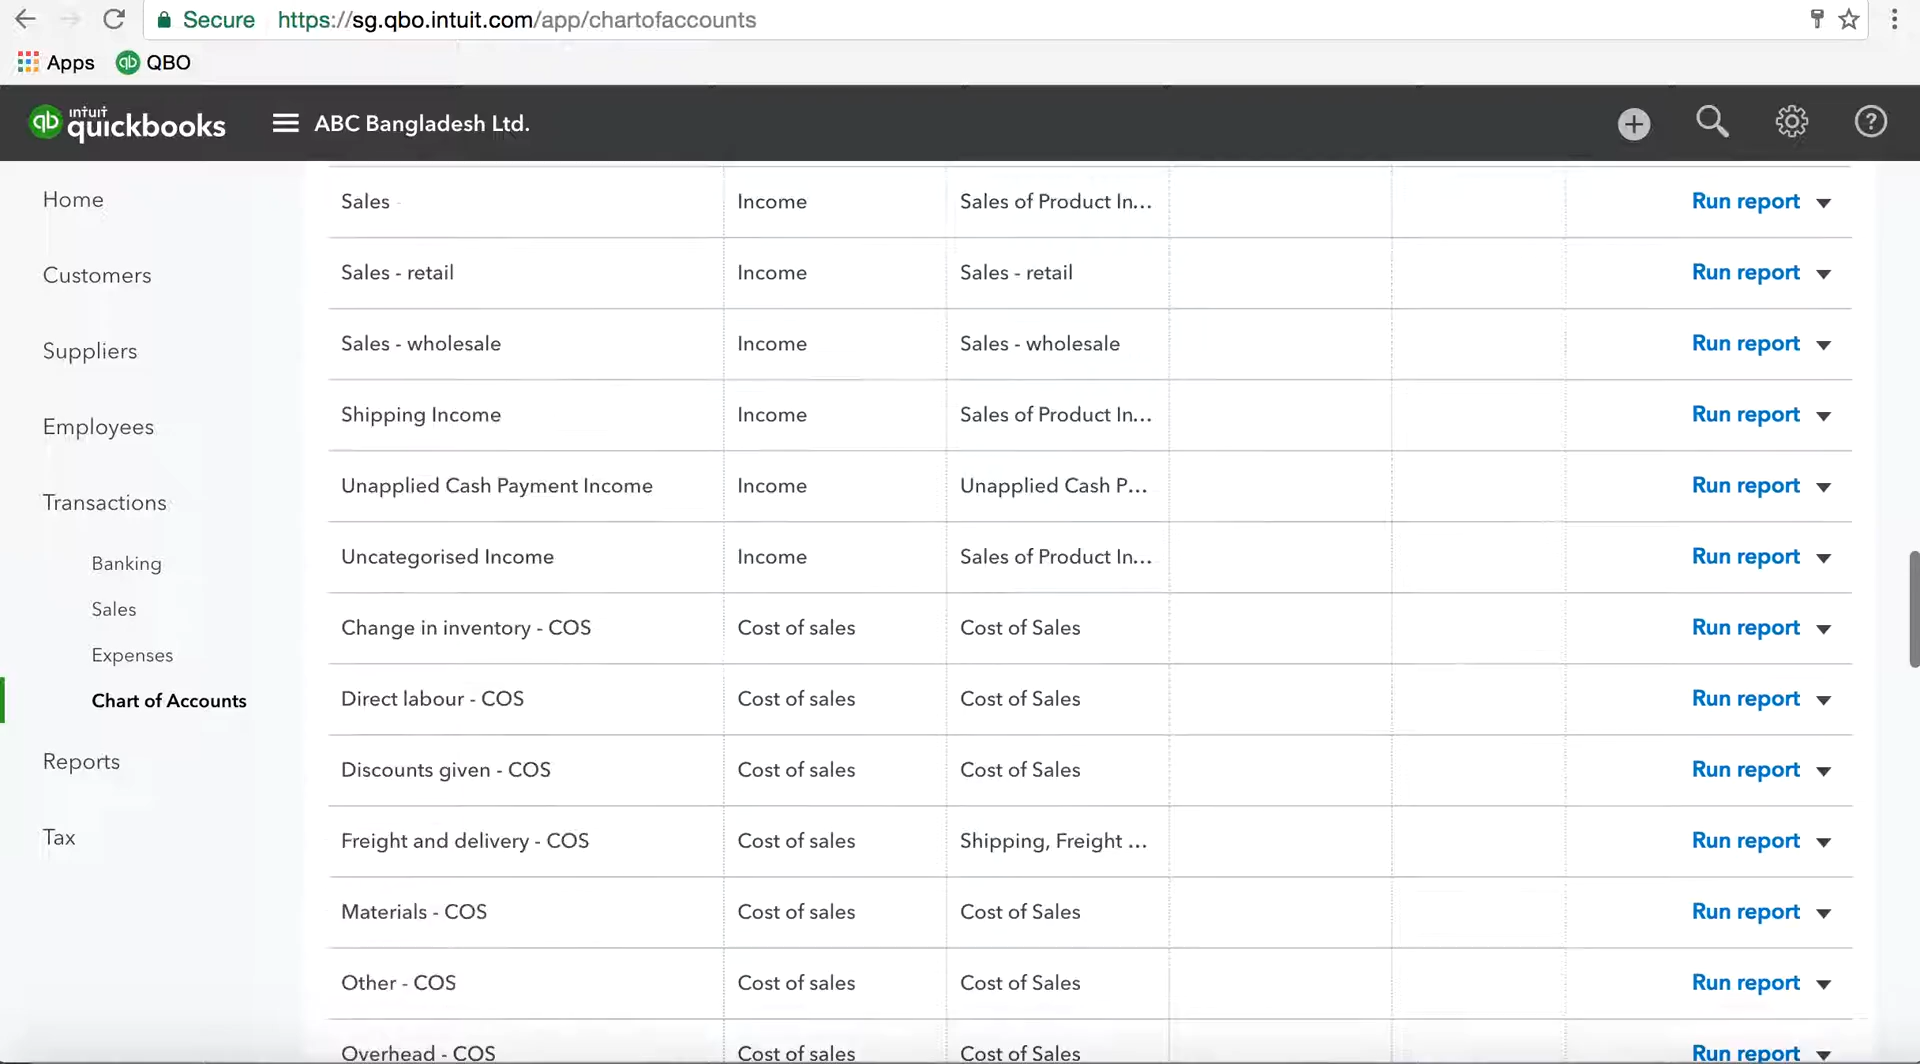 Secure https://sg.qbo.intuit.com/app/chartofaccounts
Apps QBO
intuit quickbooks ABC Bangladesh Ltd.
Home
Customers
Suppliers
Employees
Transactions
Banking
Sales
Expenses
Chart of Accounts
Reports
Tax
Sales Income Sales of Product In... Run report
Sales - retail Income Sales - retail Run report
Sales - wholesale Income Sales - wholesale Run report
Shipping Income Income Sales of Product In... Run report
Unapplied Cash Payment Income Income Unapplied Cash P... Run report
Uncategorised Income Income Sales of Product In... Run report
Change in inventory - COS Cost of sales Cost of Sales Run report
Direct labour - COS Cost of sales Cost of Sales Run report
Discounts given - COS Cost of sales Cost of Sales Run report
Freight and delivery - COS Cost of sales Shipping, Freight ... Run report
Materials - COS Cost of sales Cost of Sales Run report
Other - COS Cost of sales Cost of Sales Run report
Overhead - COS Cost of sales Cost of Sales Run report